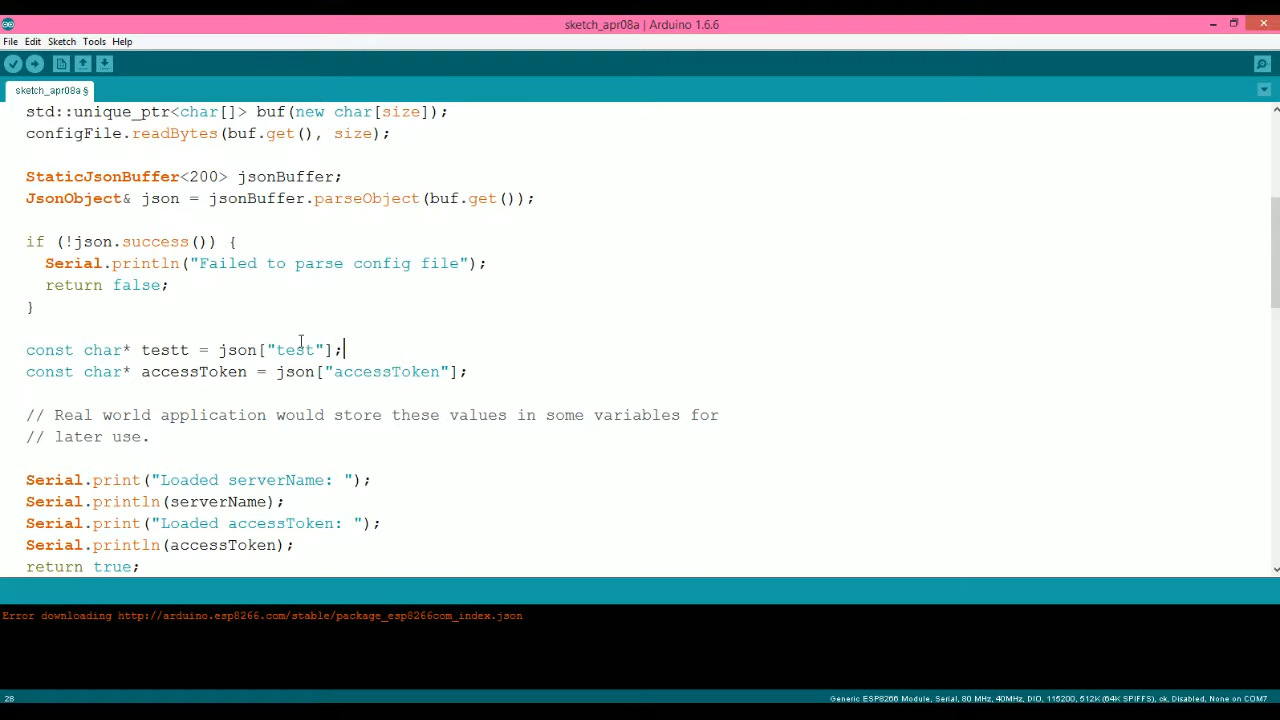 sketch_apr08a | Arduino 1.6.6
File Edit Sketch Tools Help
sketch_apr08a §
std::unique_ptr<char[]> buf(new char[size]);
configFile.readBytes(buf.get(), size);
StaticJsonBuffer<200> jsonBuffer;
JsonObject& json = jsonBuffer.parseObject(buf.get());
if (!json.success()) {
Serial.println("Failed to parse config file");
return false;
}
const char* testt = json["test"];
const char* accessToken = json["accessToken"];
// Real world application would store these values in some variables for
// later use.
Serial.print("Loaded serverName: ");
Serial.println(serverName);
Serial.print("Loaded accessToken: ");
Serial.println(accessToken);
return true;
Error downloading http://arduino.esp8266.com/stable/package_esp8266com_index.json
28 Generic ESP8266 Module, Serial, 80 MHz, 40MHz, DIO, 115200, 512K (64K SPIFFS), ck, Disabled, None on COM7